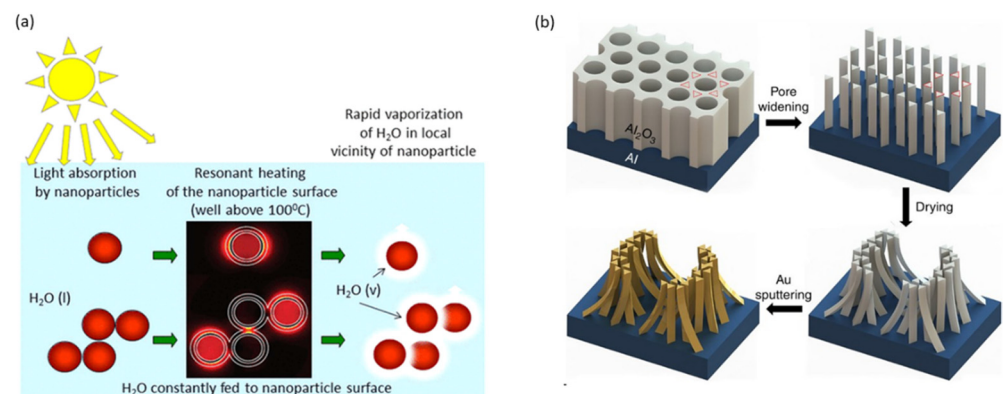 (a)
Rapid vaporization
of H₂O in local
vicinity of nanoparticle
Light absorption
by nanoparticles
Resonant heating
of the nanoparticle surface
(well above 100⁰C)
H₂O (l)
H₂O (v)
H₂O constantly fed to nanoparticle surface
(b)
Al₂O₃
Al
Pore
widening
Drying
Au
sputtering